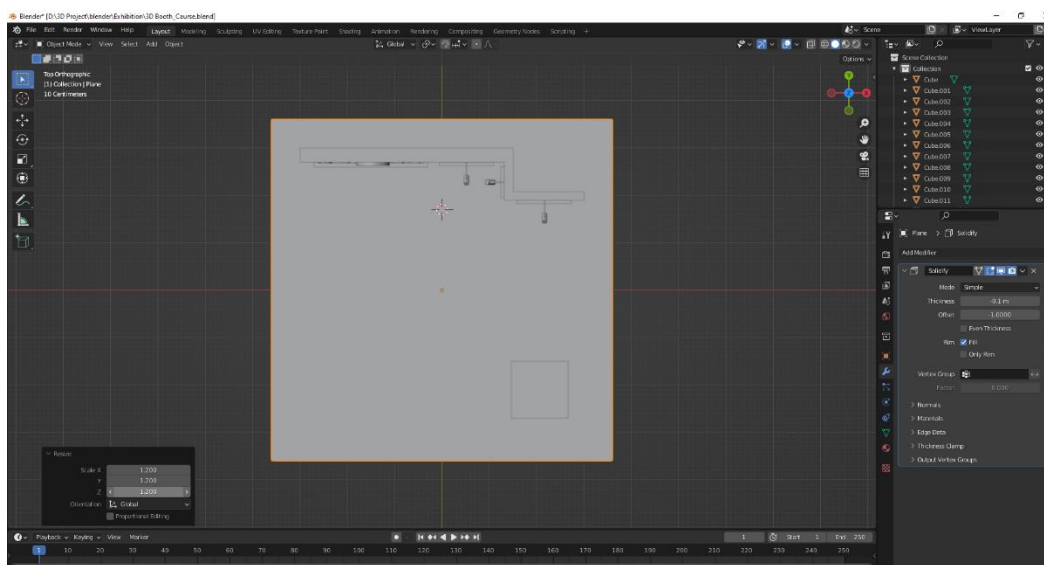 Blender* [D:\3D Project\blender\Exhibition\3D Booth_Caurse.blend]
File Edit Render Window Help Layout Modeling Sculpting UV Editing Texture Paint Shading Animation Rendering Compositing Geometry Nodes Scripting + Scene ViewLayer
Object Mode View Select Add Object Global
Options
Top Orthographic
(1) Collection | Plane
10 Centimeters
Y
X
Z
Scene Collection
Collection
Cube
Cube.001
Cube.002
Cube.003
Cube.004
Cube.005
Cube.006
Cube.007
Cube.008
Cube.009
Cube.010
Cube.011
Plane > Solidify
Add Modifier
Solidify
Mode Simple
Thickness -0.1 m
Offset -1.0000
Even Thickness
Rim Fill
Only Rim
Vertex Group
Factor 0.000
Normals
Materials
Edge Data
Thickness Clamp
Output Vertex Groups
Resize
Scale X 1.200
Y 1.200
Z 1.200
Orientation Global
Proportional Editing
Playback Keying View Marker 1 Start 1 End 250
1 10 20 30 40 50 60 70 80 90 100 110 120 130 140 150 160 170 180 190 200 210 220 230 240 250